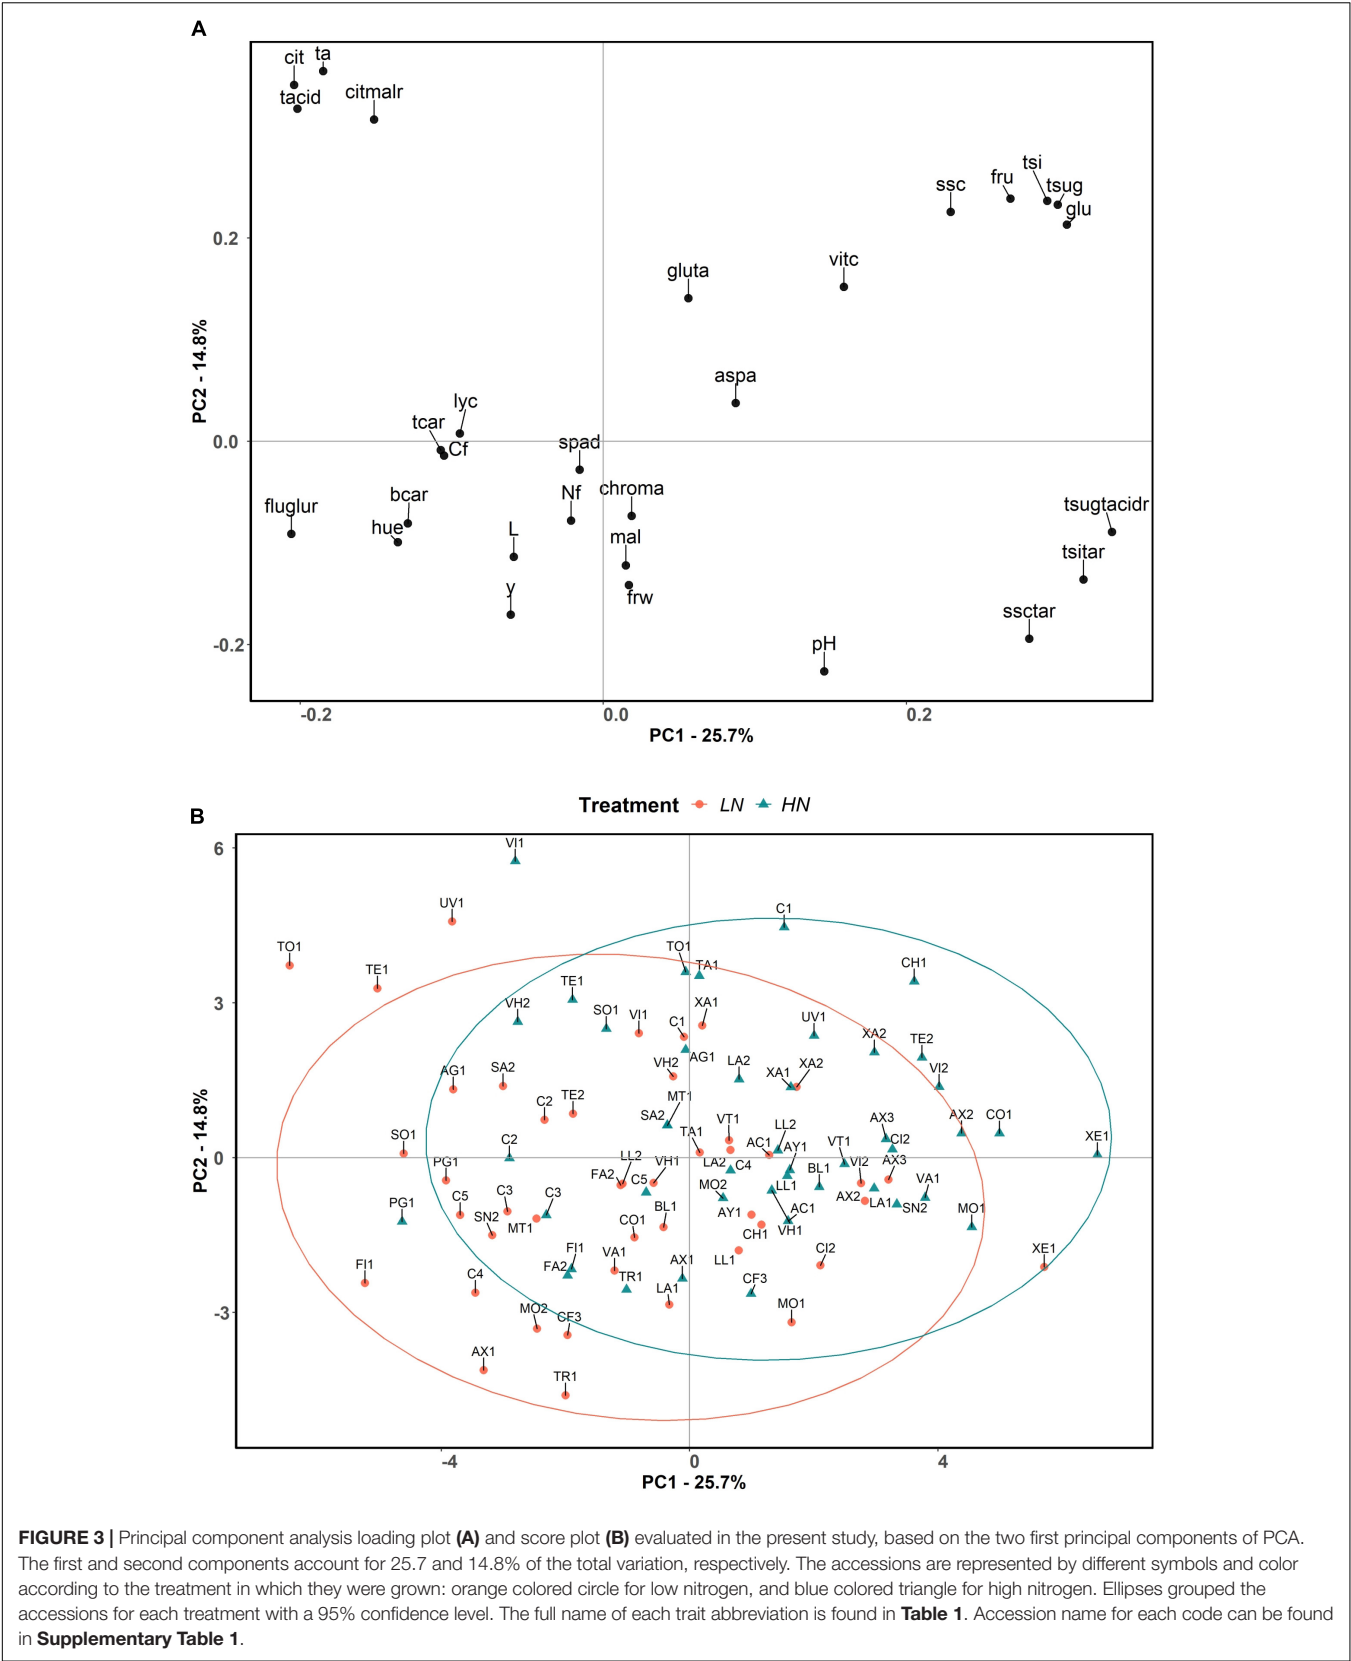 A
cit
ta
tacid
citmalr
tsi
fru
tsug
ssc
glu
0.2
vitc
gluta
aspa
PC2 - 14.8%
lyc
tcar
Cf
0.0
spad
bcar
Nf
chroma
fluglur
hue
L
mal
tsugtacidr
tsitar
y
frw
ssctar
pH
-0.2
-0.2
0.0
0.2
PC1 - 25.7%
Treatment LN HN
B
6
VI1
UV1
C1
TO1
TO1
TA1
CH1
TE1
TE1
3
VH2
SO1
VI1
C1
XA1
UV1
XA2
TE2
AG1
VH2
LA2
XA1
XA2
VI2
AG1
SA2
C2
TE2
MT1
SA2
VT1
AX3
AX2
CO1
SO1
C2
TA1
AC1
LL2
CI2
XE1
0
PG1
LL2
FA2
VH1
C5
LA2
C4
AY1
VT1
BL1
VI2
AX3
PC2 - 14.8%
PG1
C5
C3
C3
MO2
LL1
AX2
LA1
VA1
SN2
MO1
SN2
MT1
CO1
BL1
AY1
AC1
CH1
VH1
FI1
C4
FI1
FA2
VA1
TR1
AX1
LL1
CI2
XE1
LA1
CF3
-3
MO2
CF3
MO1
AX1
TR1
-4
0
4
PC1 - 25.7%
FIGURE 3 | Principal component analysis loading plot (A) and score plot (B) evaluated in the present study, based on the two first principal components of PCA.
The first and second components account for 25.7 and 14.8% of the total variation, respectively. The accessions are represented by different symbols and color
according to the treatment in which they were grown: orange colored circle for low nitrogen, and blue colored triangle for high nitrogen. Ellipses grouped the
accessions for each treatment with a 95% confidence level. The full name of each trait abbreviation is found in Table 1. Accession name for each code can be found
in Supplementary Table 1.